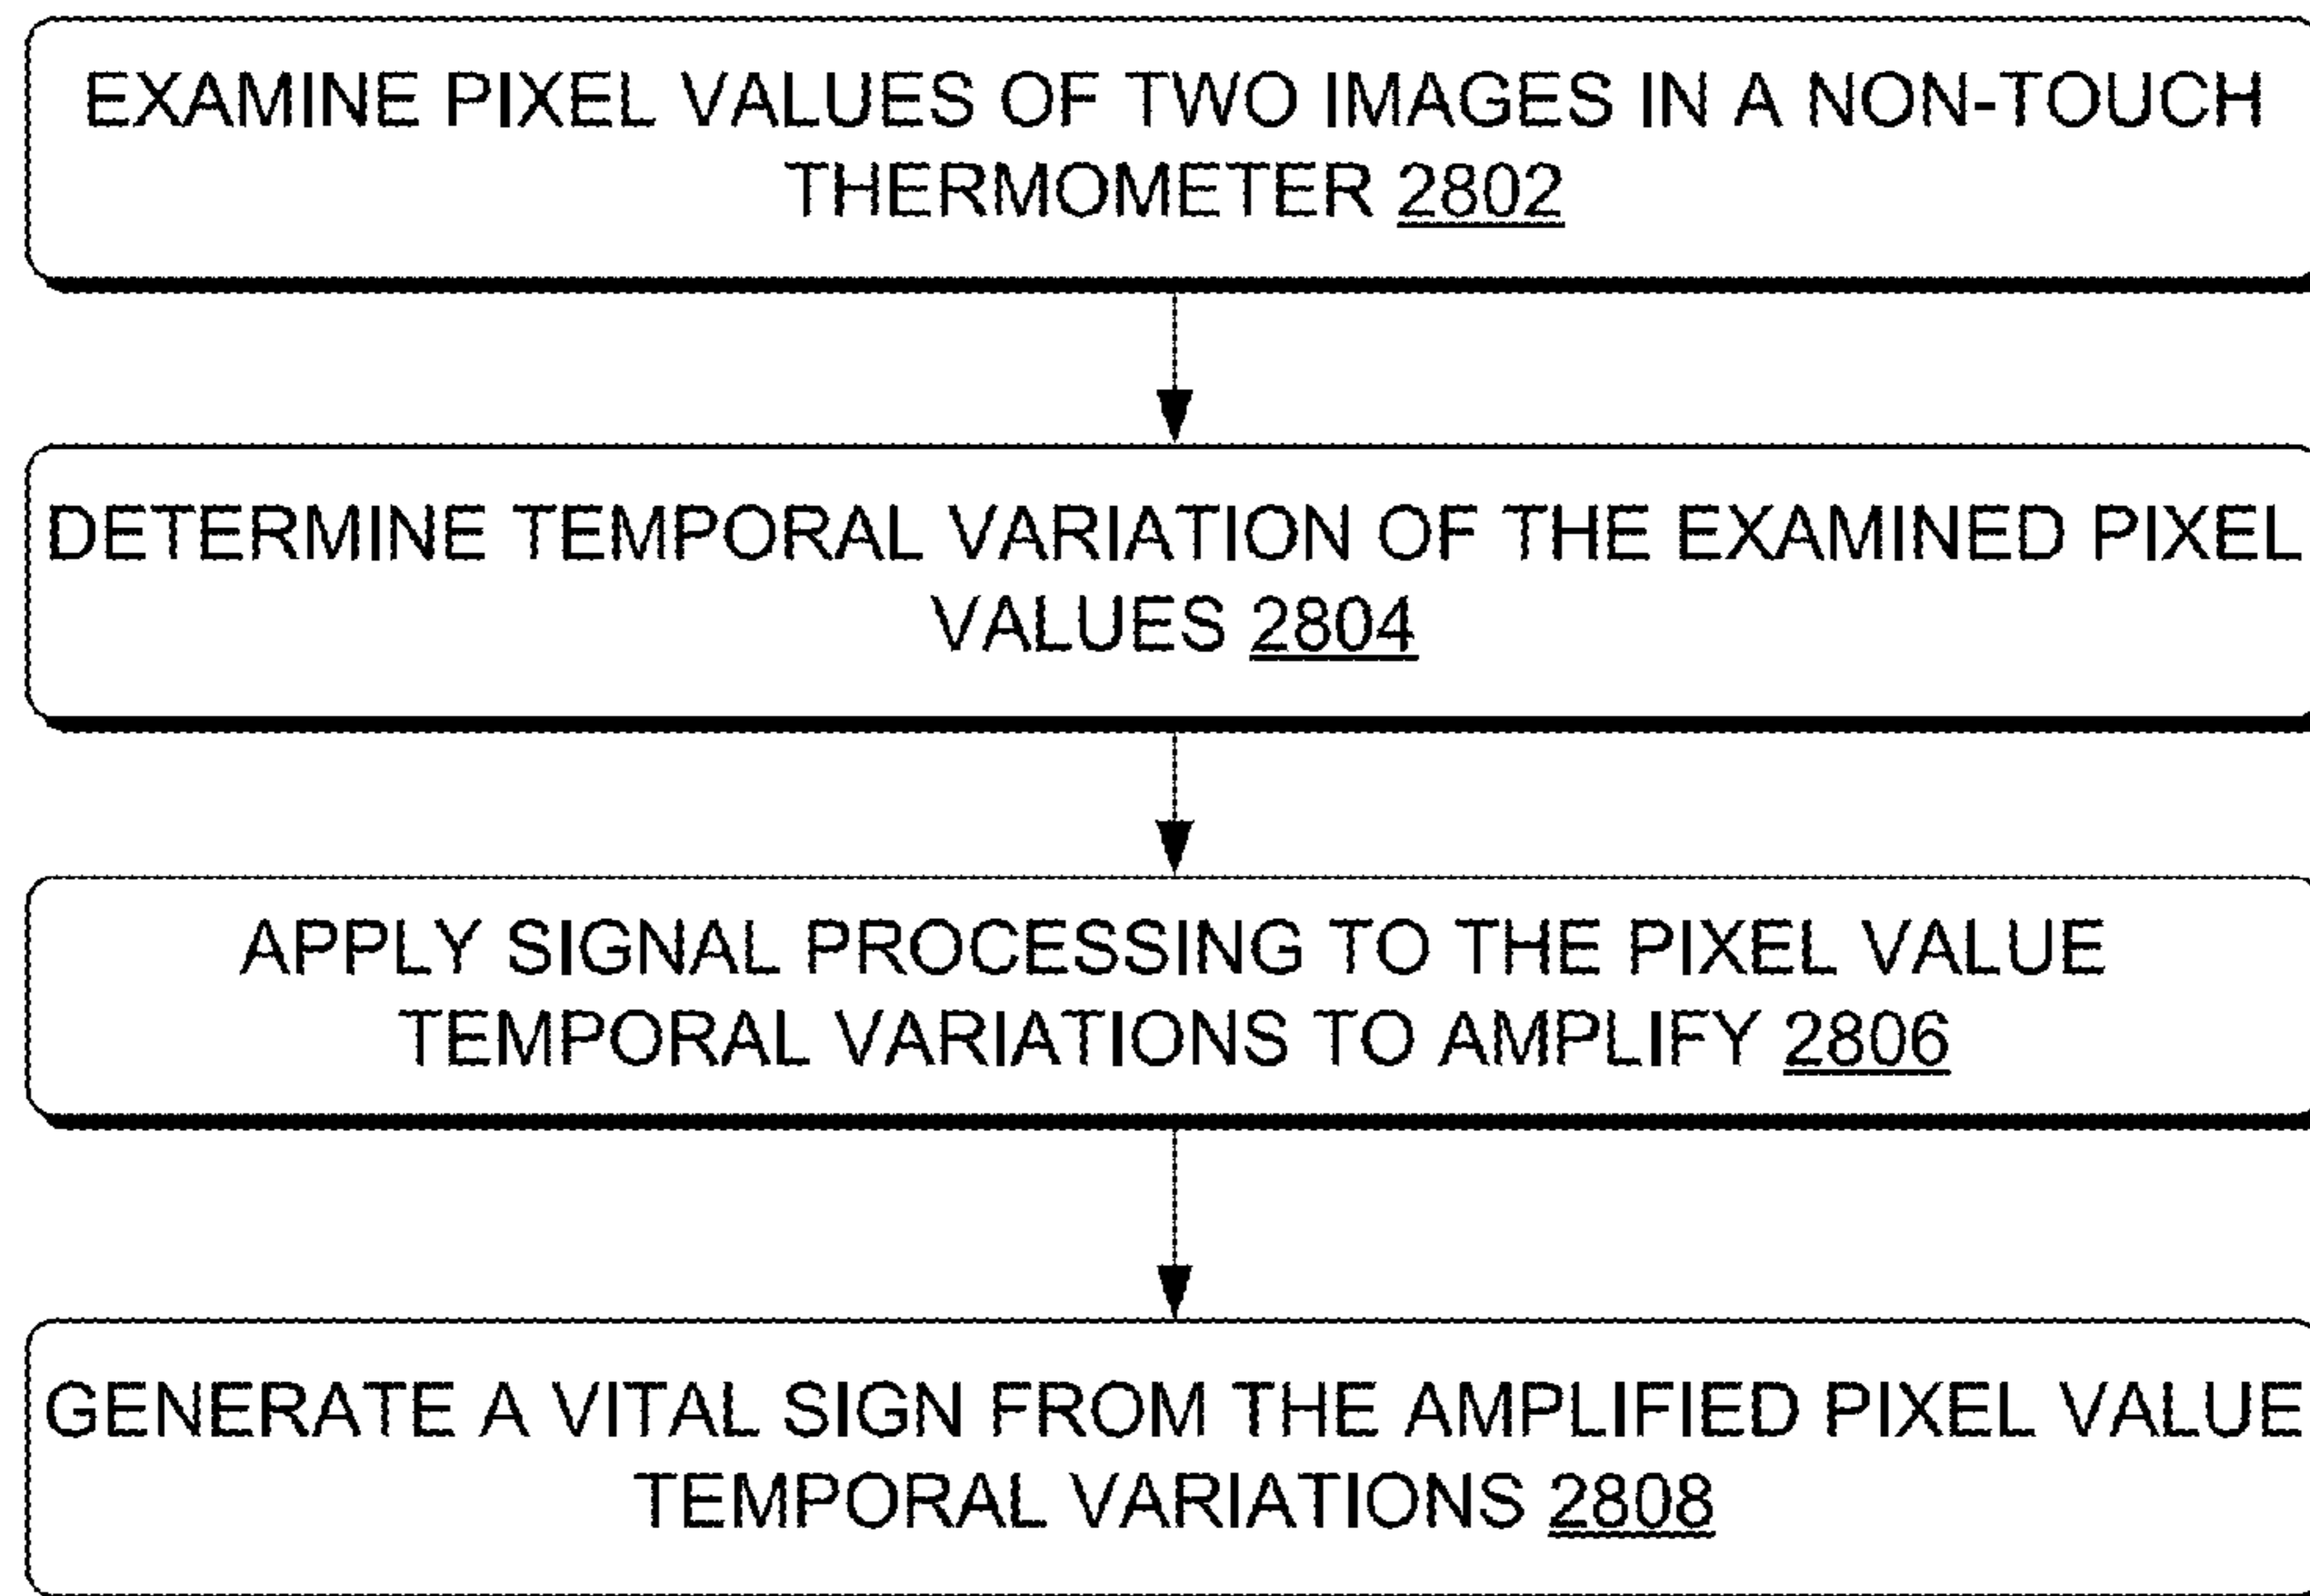 EXAMINE PIXEL VALUES OF TWO IMAGES IN A NON-TOUCH
THERMOMETER 2802
DETERMINE TEMPORAL VARIATION OF THE EXAMINED PIXEL
VALUES 2804
APPLY SIGNAL PROCESSING TO THE PIXEL VALUE
TEMPORAL VARIATIONS TO AMPLIFY 2806
GENERATE A VITAL SIGN FROM THE AMPLIFIED PIXEL VALUE
TEMPORAL VARIATIONS 2808